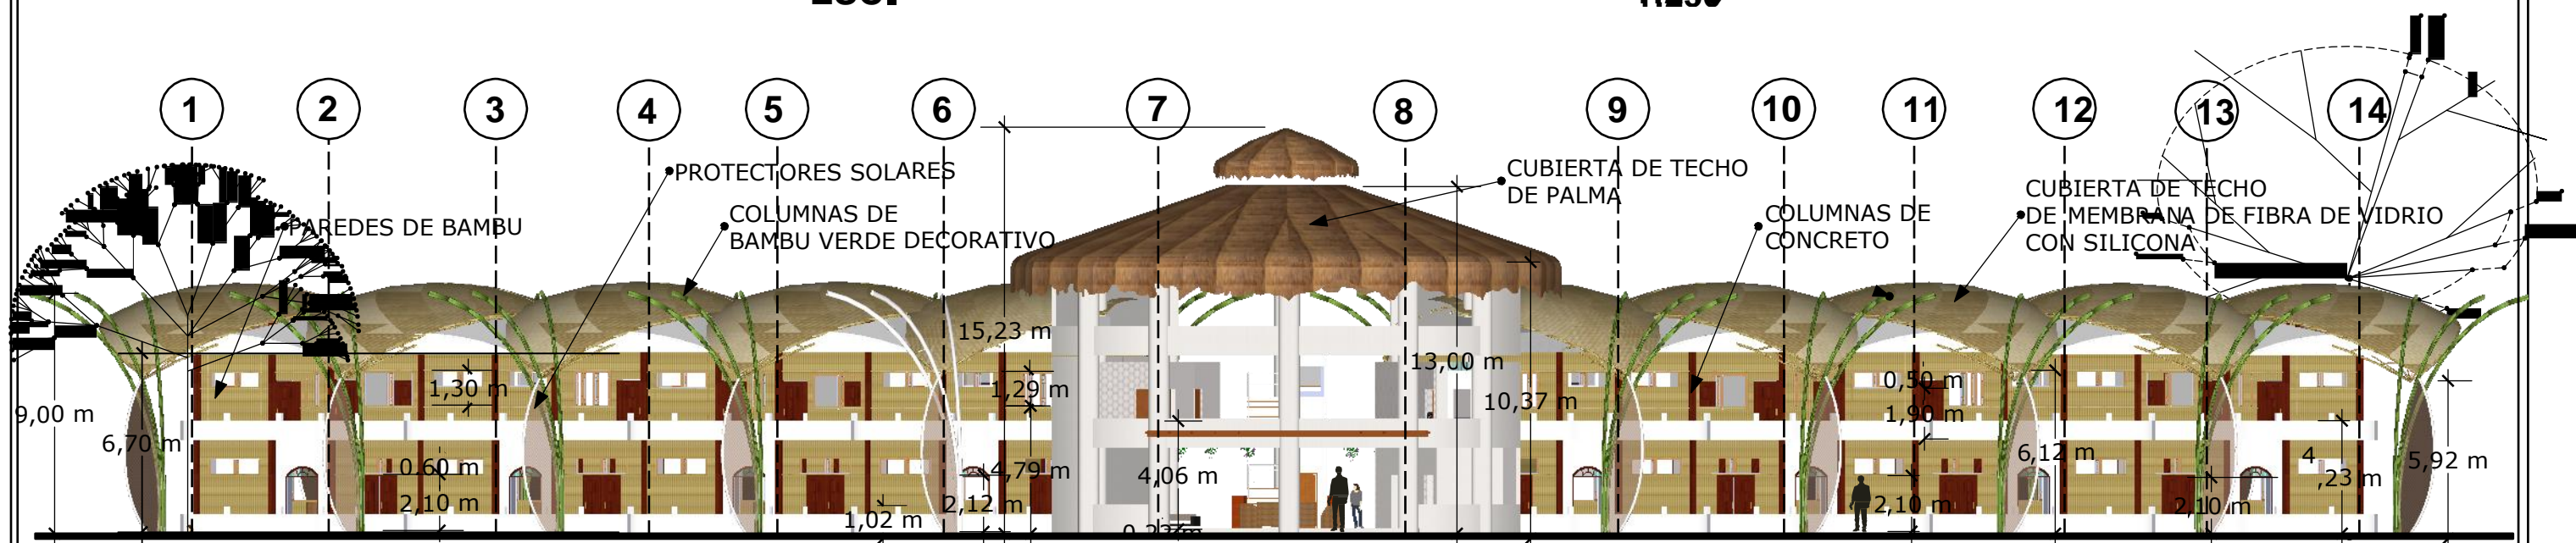 1 2 3 4 5 6 7 8 9 10 11 12 13 14
PROTECTORES SOLARES
CUBIERTA DE TECHO
DE PALMA
PAREDES DE BAMBU
COLUMNAS DE
BAMBU VERDE DECORATIVO
COLUMNAS DE
CONCRETO
CUBIERTA DE TECHO
DE MEMBRANA DE FIBRA DE VIDRIO
CON SILICONA
15,23 m
13,00 m
10,37 m
1,30 m
1,29 m
0,50 m
1,90 m
9,00 m
6,70 m
0.60 m
2,10 m
4,79 m
2,12 m
1,02 m
4,06 m
6,12 m
2,10 m
4
,23 m
2,10 m
5,92 m